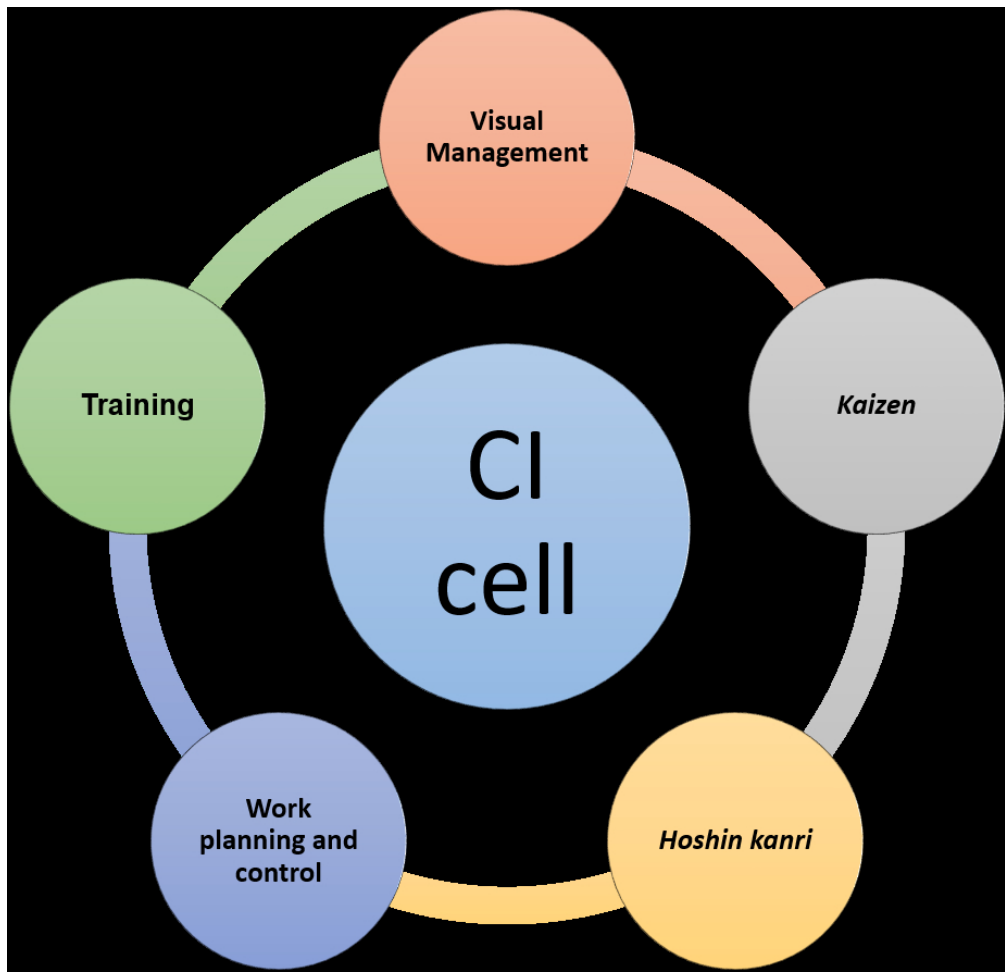 Visual
Management
Training
Kaizen
CI
cell
Work
planning and
control
Hoshin kanri